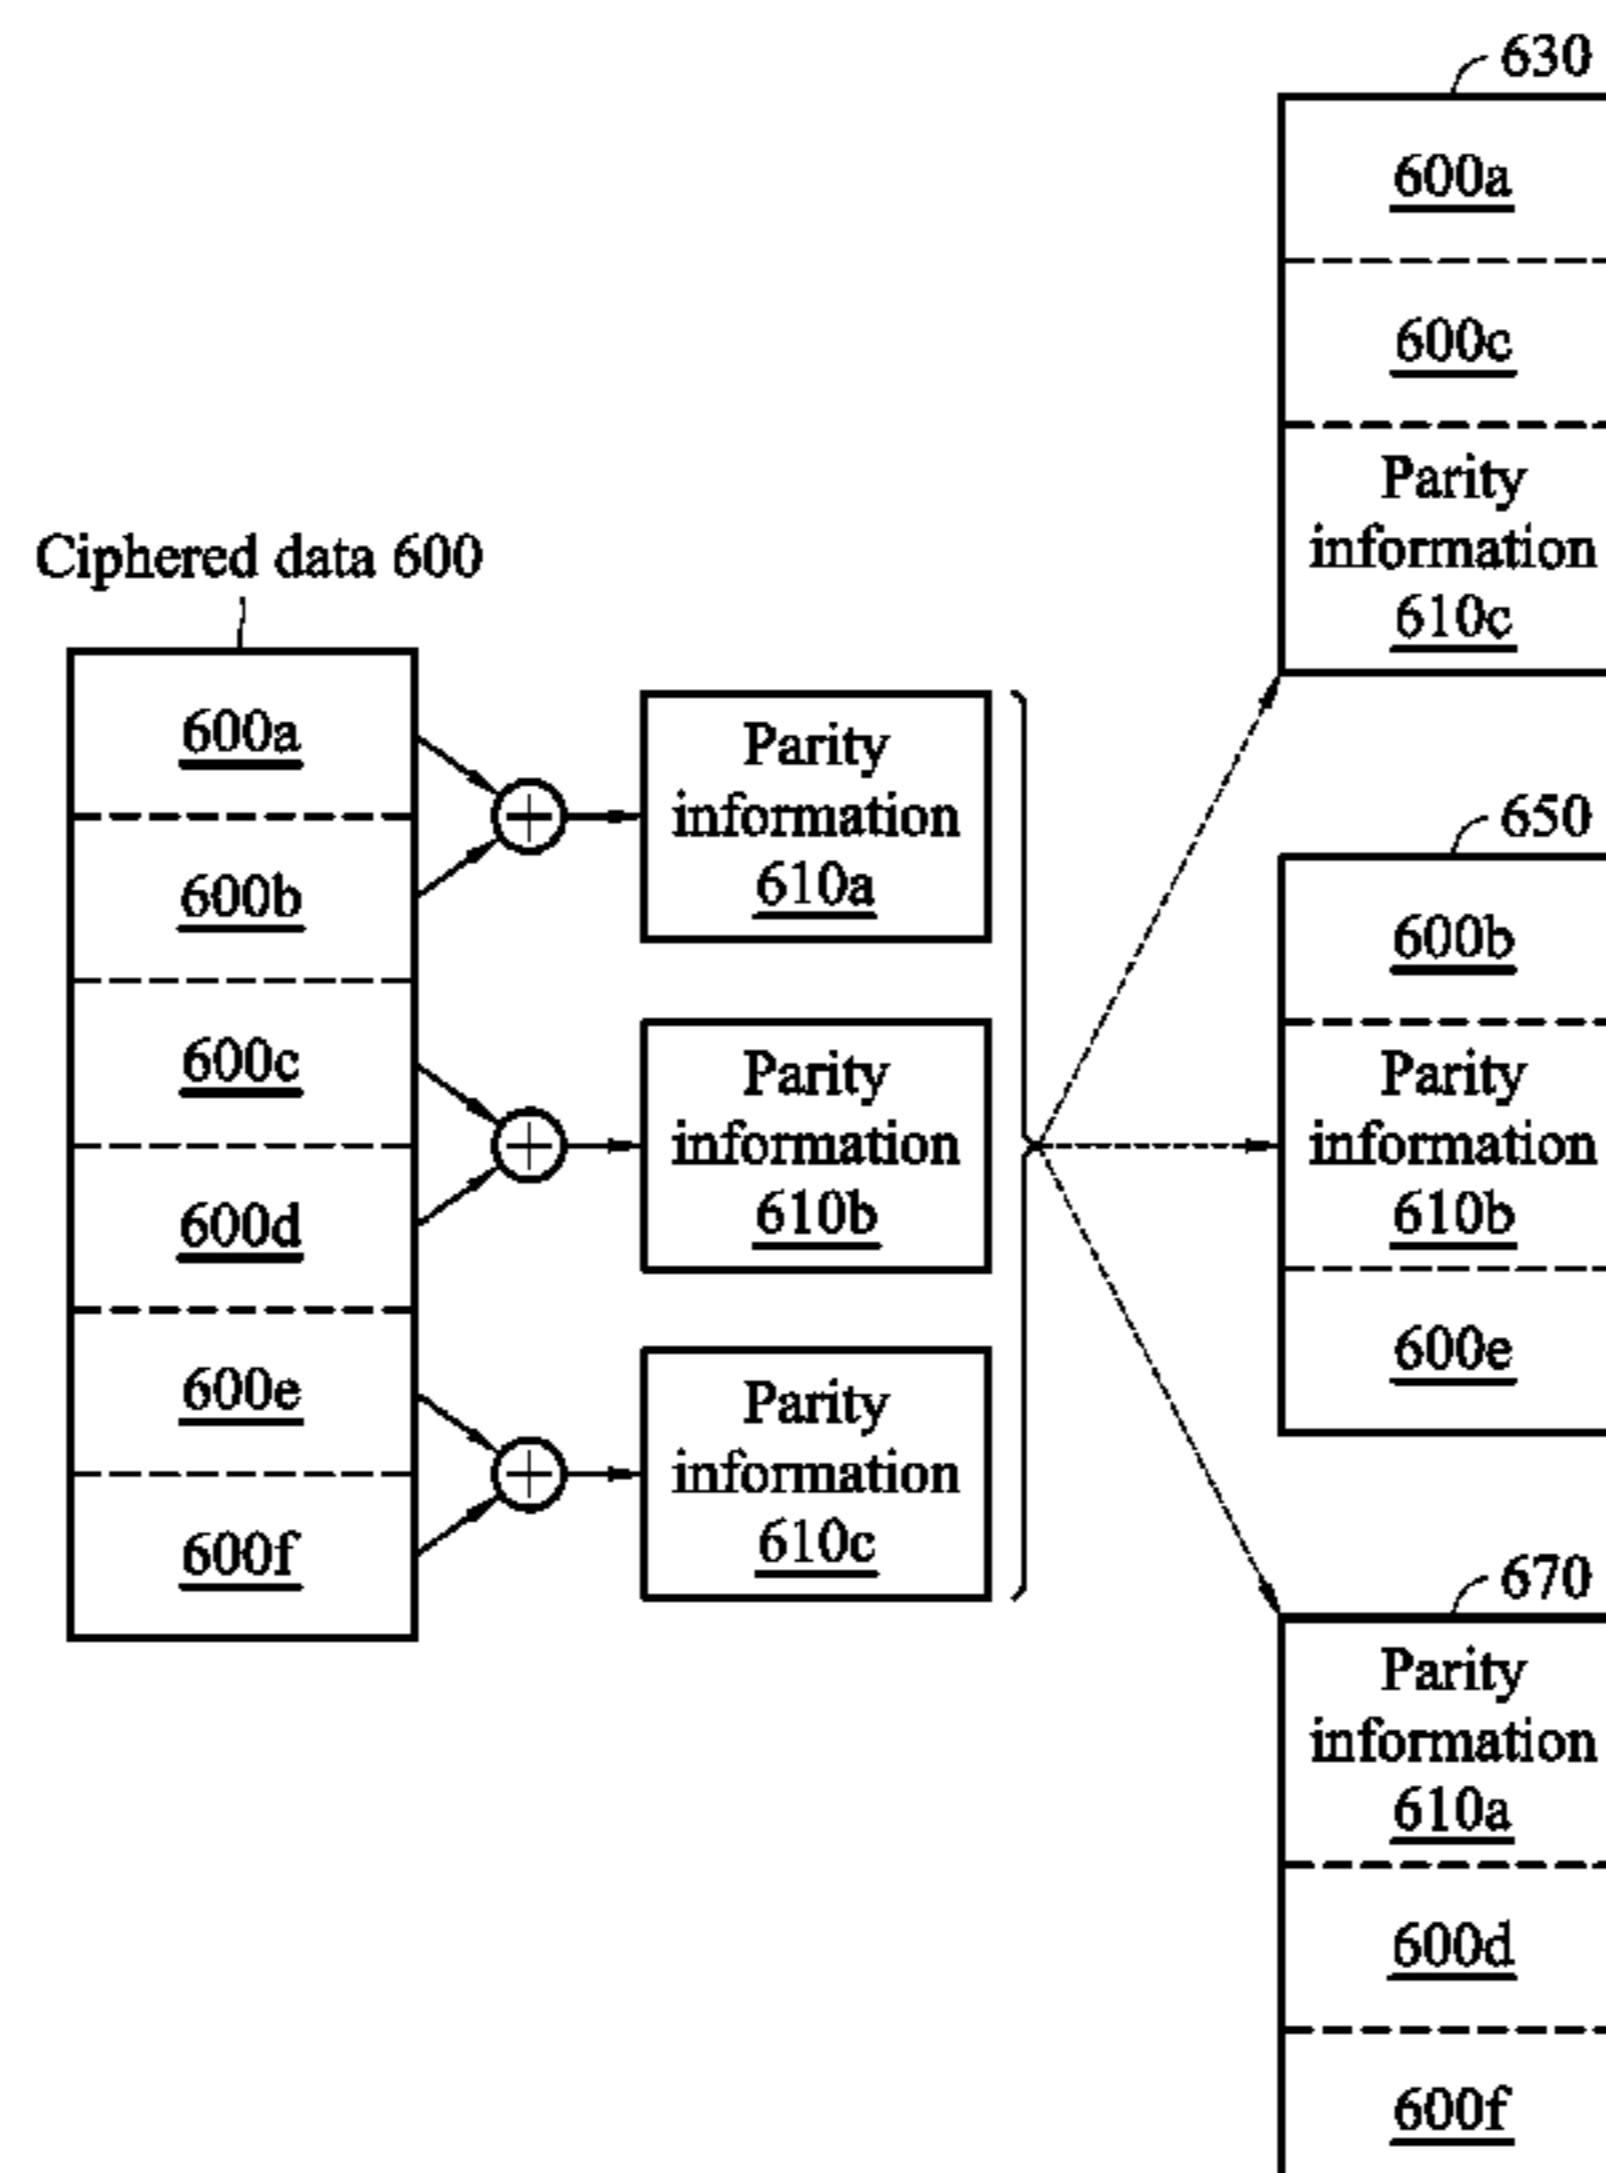 Ciphered data 600
600a
600b
600c
600d
600e
600f
Parity
information
610a
Parity
information
610b
Parity
information
610c
630
600a
600c
Parity
information
610c
650
600b
Parity
information
610b
600e
670
Parity
information
610a
600d
600f